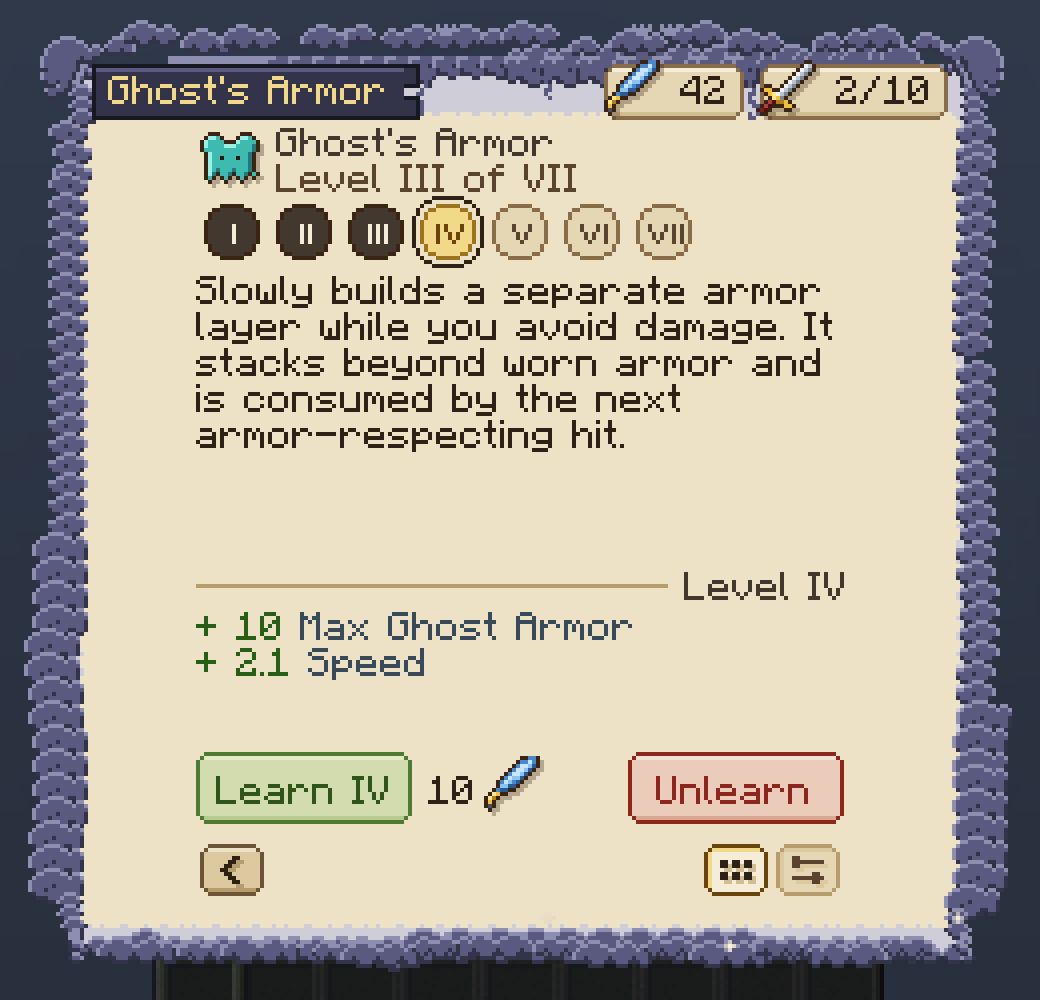 Ghost's Armor
42
2/10
Ghost's Armor
Level III of VII
I II III IV V VI VII
Slowly builds a separate armor
layer while you avoid damage. It
stacks beyond worn armor and
is consumed by the next
armor-respecting hit.
Level IV
+ 10 Max Ghost Armor
+ 2.1 Speed
Learn IV 10 Unlearn